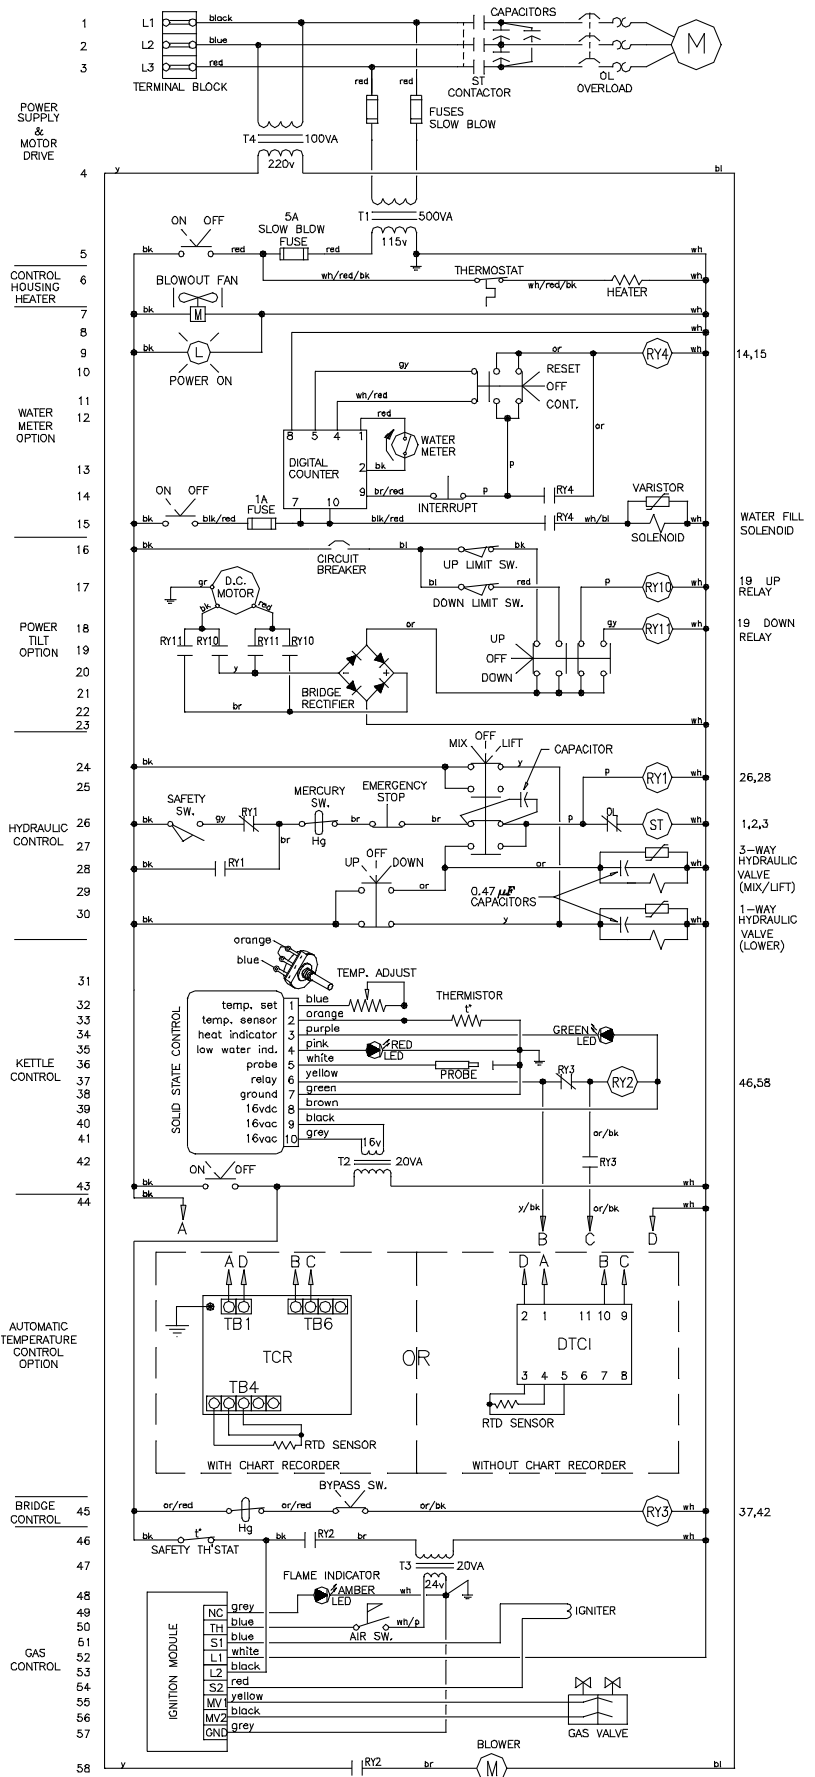 1 L1 black CAPACITORS
2 L2 blue M
3 L3 red
TERMINAL BLOCK red red ST CONTACTOR OL OVERLOAD
POWER SUPPLY & MOTOR DRIVE
FUSES SLOW BLOW
T4 100VA
220v
4 y bl
T1 500VA
115v
ON OFF 5A SLOW BLOW FUSE
5 bk red red wh
CONTROL HOUSING HEATER
6 wh/red/bk THERMOSTAT wh/red/bk HEATER wh
BLOWOUT FAN
7 bk M wh
8 wh
9 bk L or RY4 wh 14,15
POWER ON
10 gy RESET
OFF
11 wh/red CONT.
12 red
WATER METER OPTION
or
8 5 4 1
WATER METER
DIGITAL COUNTER
13 2 bk p
14 9 br/red p RY4
INTERRUPT
VARISTOR
ON OFF 1A FUSE 7 10
15 bk blk/red blk/red RY4 wh/bl wh
SOLENOID
WATER FILL SOLENOID
16 bk CIRCUIT BREAKER bl bk
UP LIMIT SW.
17 gr D.C. MOTOR bl red p RY10 wh 19 UP RELAY
DOWN LIMIT SW.
bk red
18 or gy RY11 wh 19 DOWN RELAY
POWER TILT OPTION
19 RY11 RY10 RY11 RY10 UP
OFF
20 y - + DOWN
21 BRIDGE RECTIFIER
22 br
23 wh
MIX OFF LIFT CAPACITOR
24 bk y
25 p RY1 wh 26,28
SAFETY SW. MERCURY SW. EMERGENCY STOP
26 bk gy RY1 br br p OL ST wh 1,2,3
Hg
HYDRAULIC CONTROL
27 br
28 bk RY1 or wh
3-WAY HYDRAULIC VALVE (MIX/LIFT)
UP OFF DOWN
29 or 0.47 µF CAPACITORS
30 bk y wh
1-WAY HYDRAULIC VALVE (LOWER)
orange
blue
31 TEMP. ADJUST
SOLID STATE CONTROL
32 temp. set 1 blue THERMISTOR
33 temp. sensor 2 orange t°
34 heat indicator 3 purple GREEN LED
35 low water ind. 4 pink RED LED
36 probe 5 white PROBE
KETTLE CONTROL
37 relay 6 yellow RY3 RY2 46,58
38 ground 7 green
39 16vdc 8 brown
40 16vac 9 black
41 16vac 10 grey 16v
or/bk
42 T2 20VA RY3
ON OFF
43 bk wh
44 bk y/bk or/bk wh
A B C D
A D B C D A B C
TB1 TB6
2 1 11 10 9
AUTOMATIC TEMPERATURE CONTROL OPTION
TCR OR DTCI
3 4 5 6 7 8
TB4
RTD SENSOR RTD SENSOR
WITH CHART RECORDER WITHOUT CHART RECORDER
BYPASS SW.
BRIDGE CONTROL
45 or/red or/red or/bk RY3 wh 37,42
Hg
46 bk t° bk RY2 br wh
SAFETY TH'STAT
47 T3 20VA
24v
FLAME INDICATOR
48 AMBER LED wh
IGNITION MODULE
49 NC grey IGNITER
50 TH blue wh/p
AIR SW.
51 S1 blue
GAS CONTROL
52 L1 white
53 L2 black
54 S2 red
55 MV1 yellow
56 MV2 black
57 GND grey GAS VALVE
BLOWER
58 y RY2 br M bl